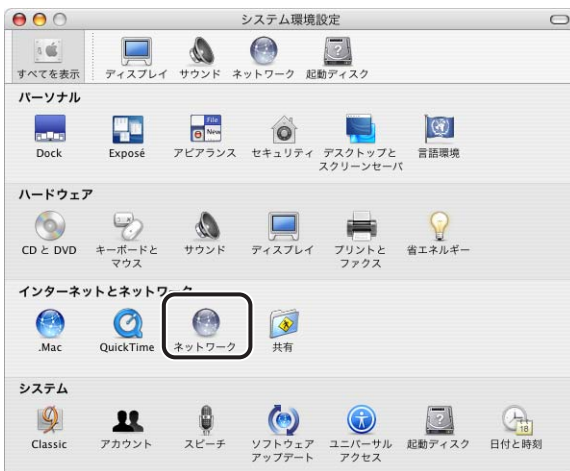 システム環境設定
すべてを表示 ディスプレイ サウンド ネットワーク 起動ディスク
パーソナル
File
New
Dock Exposé アピアランス セキュリティ デスクトップと 言語環境
スクリーンセーバ
ハードウェア
CD と DVD キーボードと サウンド ディスプレイ プリントと 省エネルギー
マウス ファクス
インターネットとネットワーク
.Mac QuickTime ネットワーク 共有
システム
18
Classic アカウント スピーチ ソフトウェア ユニバーサル 起動ディスク 日付と時刻
アップデート アクセス